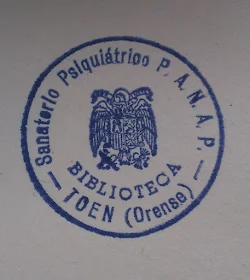 Sanatorio Psiquiátrico P. A. N. A. P.
BIBLIOTECA
— TOEN (Orense) —